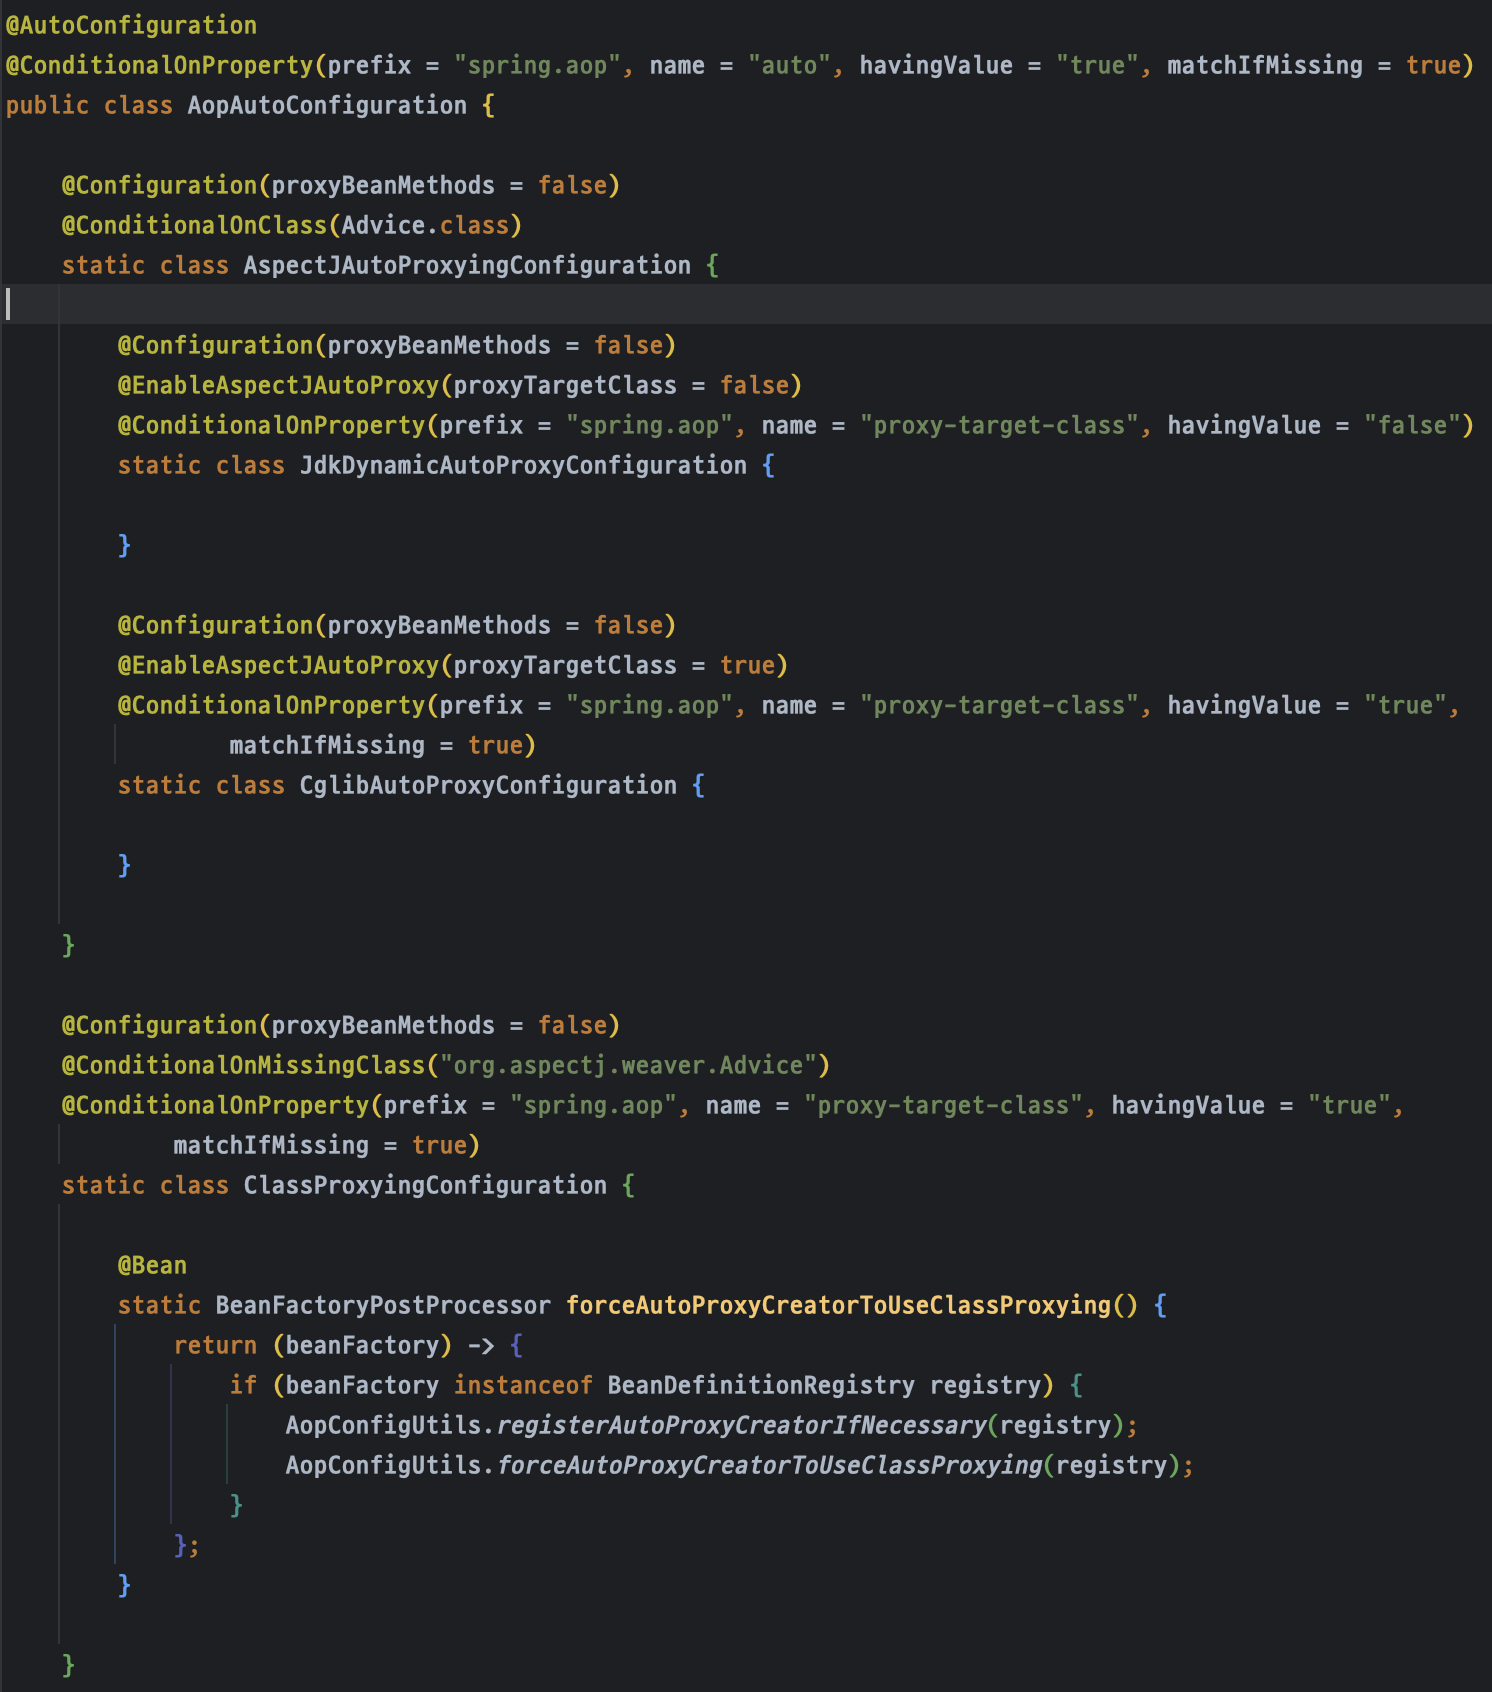 @AutoConfiguration
@ConditionalOnProperty(prefix = "spring.aop", name = "auto", havingValue = "true", matchIfMissing = true)
public class AopAutoConfiguration {
@Configuration(proxyBeanMethods = false)
@ConditionalOnClass(Advice.class)
static class AspectJAutoProxyingConfiguration {
@Configuration(proxyBeanMethods = false)
@EnableAspectJAutoProxy(proxyTargetClass = false)
@ConditionalOnProperty(prefix = "spring.aop", name = "proxy-target-class", havingValue = "false")
static class JdkDynamicAutoProxyConfiguration {
}
@Configuration(proxyBeanMethods = false)
@EnableAspectJAutoProxy(proxyTargetClass = true)
@ConditionalOnProperty(prefix = "spring.aop", name = "proxy-target-class", havingValue = "true",
matchIfMissing = true)
static class CglibAutoProxyConfiguration {
}
}
@Configuration(proxyBeanMethods = false)
@ConditionalOnMissingClass("org.aspectj.weaver.Advice")
@ConditionalOnProperty(prefix = "spring.aop", name = "proxy-target-class", havingValue = "true",
matchIfMissing = true)
static class ClassProxyingConfiguration {
@Bean
static BeanFactoryPostProcessor forceAutoProxyCreatorToUseClassProxying() {
return (beanFactory) -> {
if (beanFactory instanceof BeanDefinitionRegistry registry) {
AopConfigUtils.registerAutoProxyCreatorIfNecessary(registry);
AopConfigUtils.forceAutoProxyCreatorToUseClassProxying(registry);
}
};
}
}